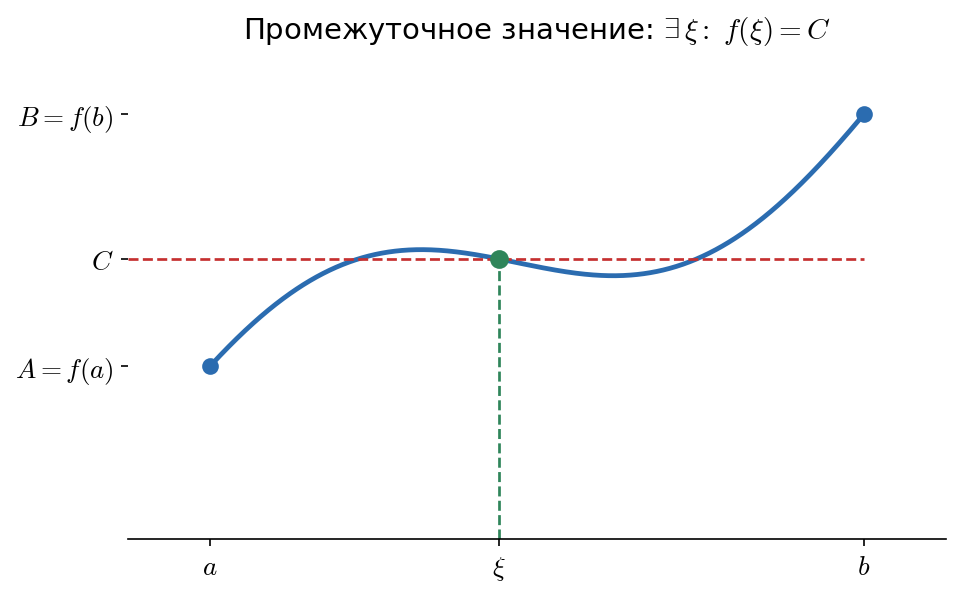 Промежуточное значение: ∃ ξ: f(ξ) = C
B = f(b)
C
A = f(a)
a ξ b